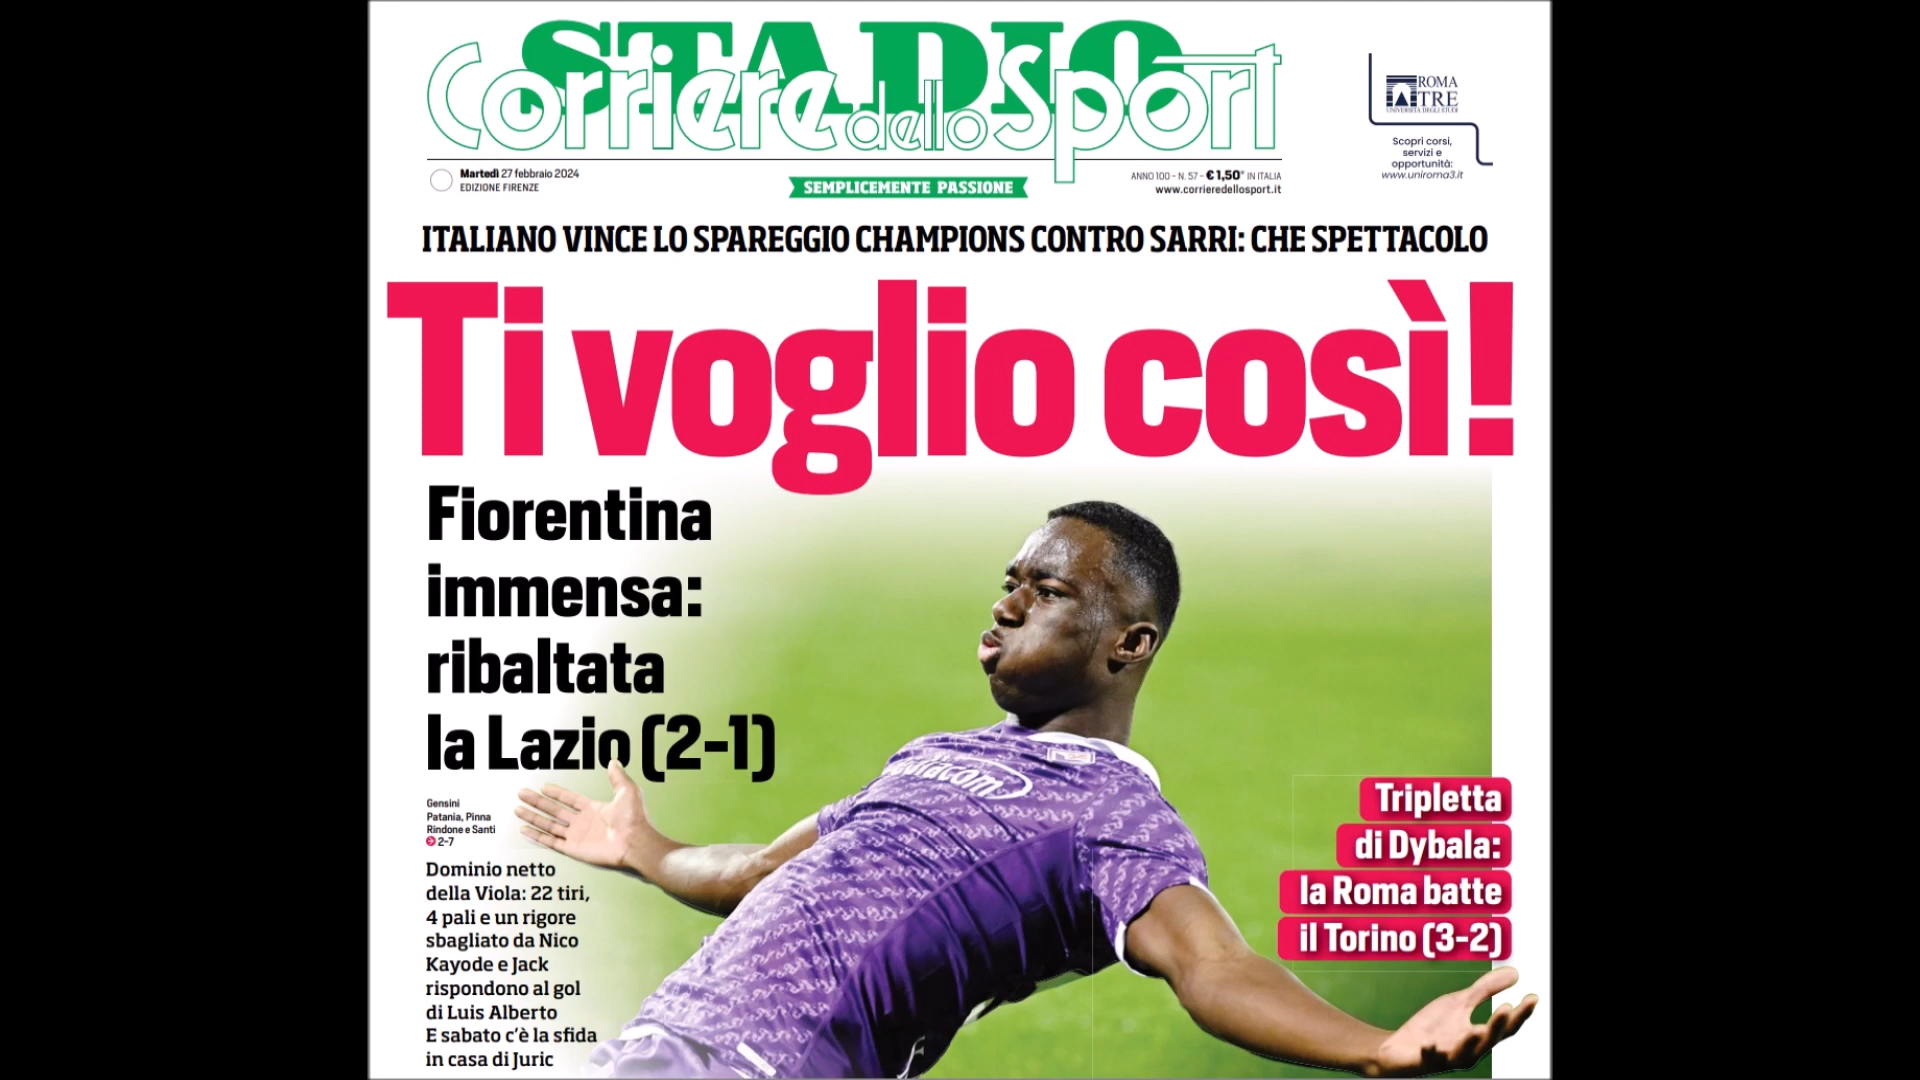 STADIO
Corriere dello Sport
ROMA
TRE
UNIVERSITÀ DEGLI STUDI
Scopri corsi,
servizi e
opportunità:
www.uniroma3.it
Martedì 27 febbraio 2024
EDIZIONE FIRENZE
SEMPLICEMENTE PASSIONE
ANNO 100 - N. 57 - € 1,50* IN ITALIA
www.corrieredellosport.it
ITALIANO VINCE LO SPAREGGIO CHAMPIONS CONTRO SARRI: CHE SPETTACOLO
Ti voglio così!
Fiorentina
immensa:
ribaltata
la Lazio (2-1)
Gensini
Patania, Pinna
Rindone e Santi
2-7
Dominio netto
della Viola: 22 tiri,
4 pali e un rigore
sbagliato da Nico
Kayode e Jack
rispondono al gol
di Luis Alberto
E sabato c'è la sfida
in casa di Juric
Tripletta
di Dybala:
la Roma batte
il Torino (3-2)